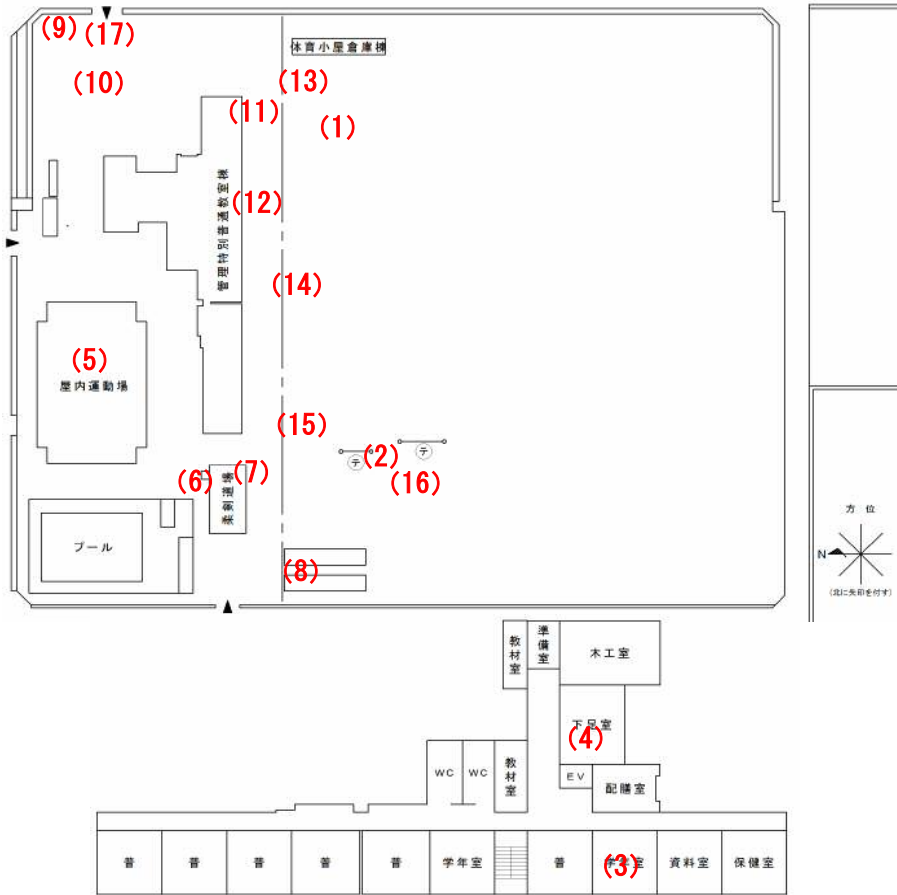 (9)
(17)
体育小屋倉庫棟
(10)
(13)
(11)
(1)
管理特別普通教室棟
(12)
(14)
(5)
屋内運動場
(15)
テ
(2)
テ
(16)
(6)
(7)
柔剣道場
プール
(8)
方位
N
(北に矢印を付す)
教材室
準備室
木工室
下足室
(4)
WC
WC
教材室
EV
配膳室
普
普
普
普
普
学年室
普
(3)
資料室
保健室